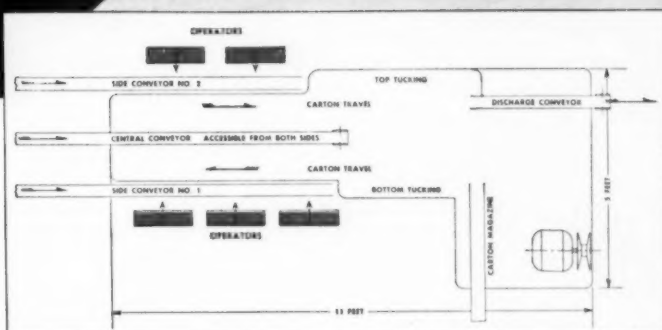 OPERATORS
SIDE CONVEYOR NO. 2
TOP TUCKING
CARTON TRAVEL
DISCHARGE CONVEYOR
CENTRAL CONVEYOR ACCESSIBLE FROM BOTH SIDES
CARTON TRAVEL
SIDE CONVEYOR NO. 1
BOTTOM TUCKING
OPERATORS
CARTON MAGAZINE
5 FEET
11 FEET